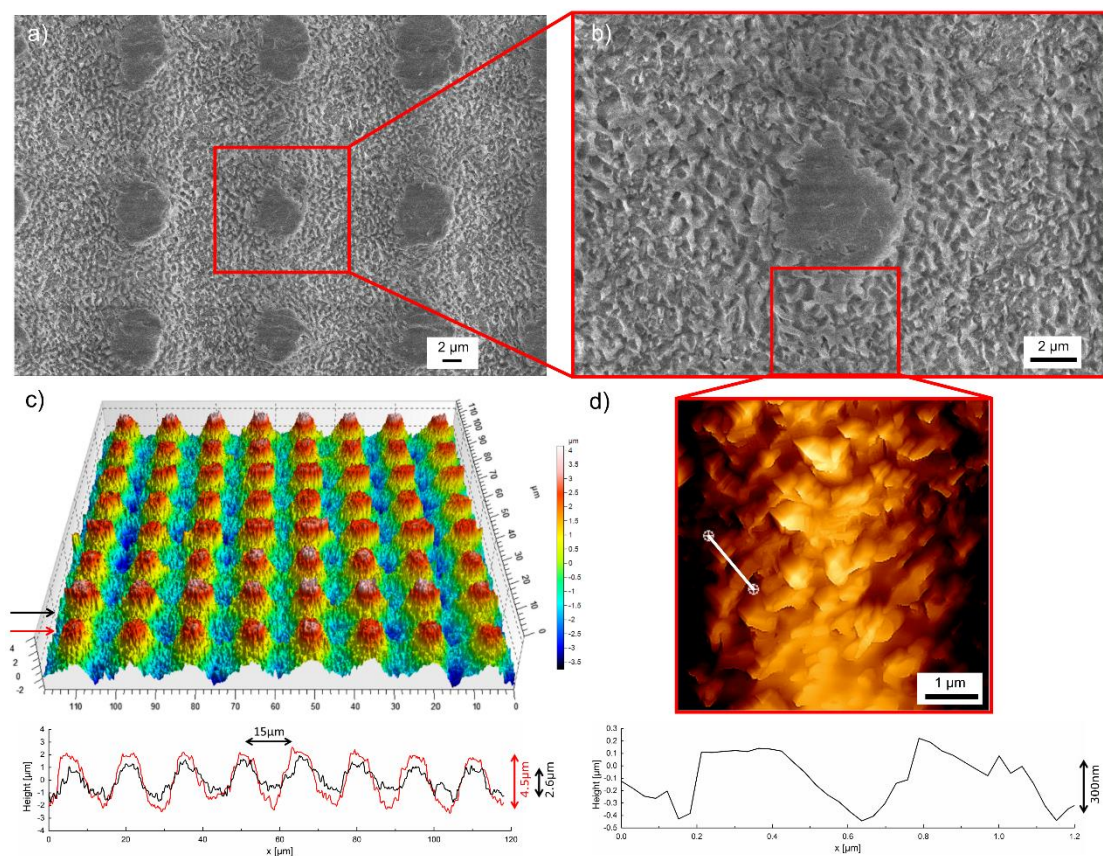 a)
2 µm
b)
2 µm
c)
110
100
90
80
70
60
50
40
30
20
10
0
µm
4
2
0
-2
110 100 90 80 70 60 50 40 30 20 10 0
µm
µm
4
3.5
3
2.5
2
1.5
1
0.5
0
-0.5
-1
-1.5
-2
-2.5
-3
-3.5
d)
1 µm
4
3
2
1
0
-1
-2
-3
-4
Height [µm]
15µm
4.5µm
2.6µm
0 20 40 60 80 100 120
x [µm]
0.3
0.2
0.1
0.0
-0.1
-0.2
-0.3
-0.4
-0.5
Height [µm]
300nm
0.0 0.2 0.4 0.6 0.8 1.0 1.2
x [µm]